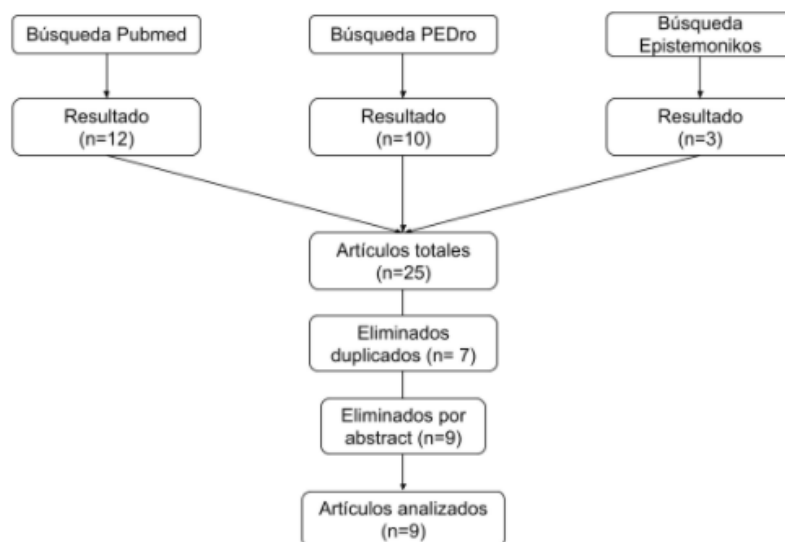 Búsqueda Pubmed
Búsqueda PEDro
Búsqueda
Epistemonikos
Resultado
(n=12)
Resultado
(n=10)
Resultado
(n=3)
Artículos totales
(n=25)
Eliminados
duplicados (n= 7)
Eliminados por
abstract (n=9)
Artículos analizados
(n=9)